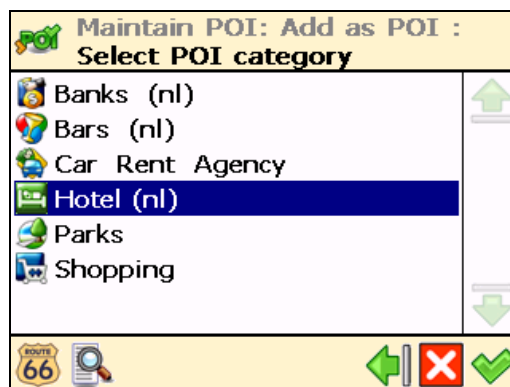 POI
Maintain POI: Add as POI :
Select POI category
Banks (nl)
Bars (nl)
Car Rent Agency
Hotel (nl)
Parks
Shopping
ROUTE
66